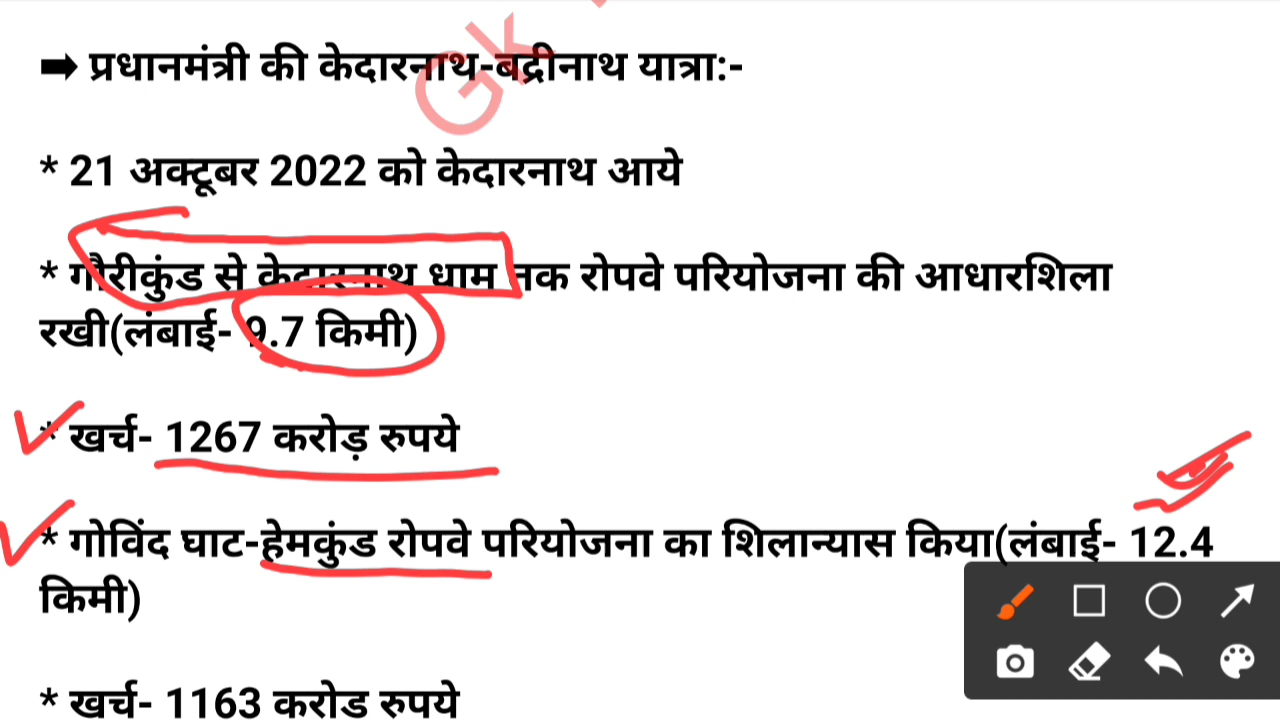 Gk
➡ प्रधानमंत्री की केदारनाथ-बद्रीनाथ यात्रा:-
* 21 अक्टूबर 2022 को केदारनाथ आये
* गौरीकुंड से केदारनाथ धाम तक रोपवे परियोजना की आधारशिला
रखी(लंबाई- 9.7 किमी)
* खर्च- 1267 करोड़ रुपये
* गोविंद घाट-हेमकुंड रोपवे परियोजना का शिलान्यास किया(लंबाई- 12.4
किमी)
* खर्च- 1163 करोड रुपये